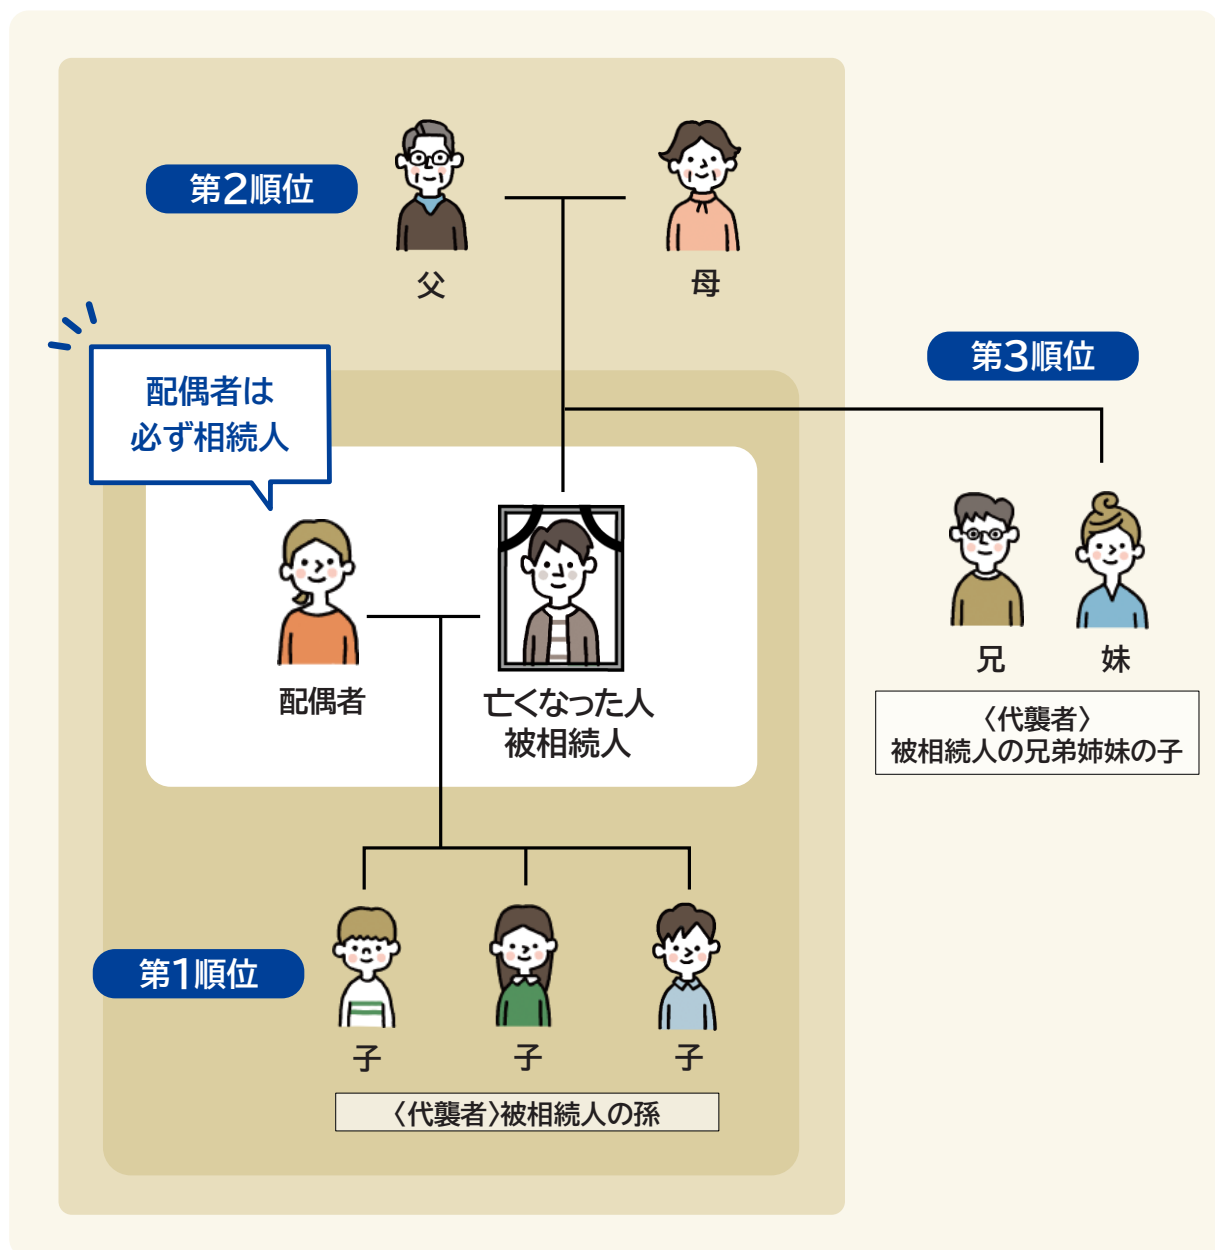 第2順位
父
母
第3順位
配偶者は
必ず相続人
兄
妹
〈代襲者〉
被相続人の兄弟姉妹の子
配偶者
亡くなった人
被相続人
第1順位
子
子
子
〈代襲者〉被相続人の孫